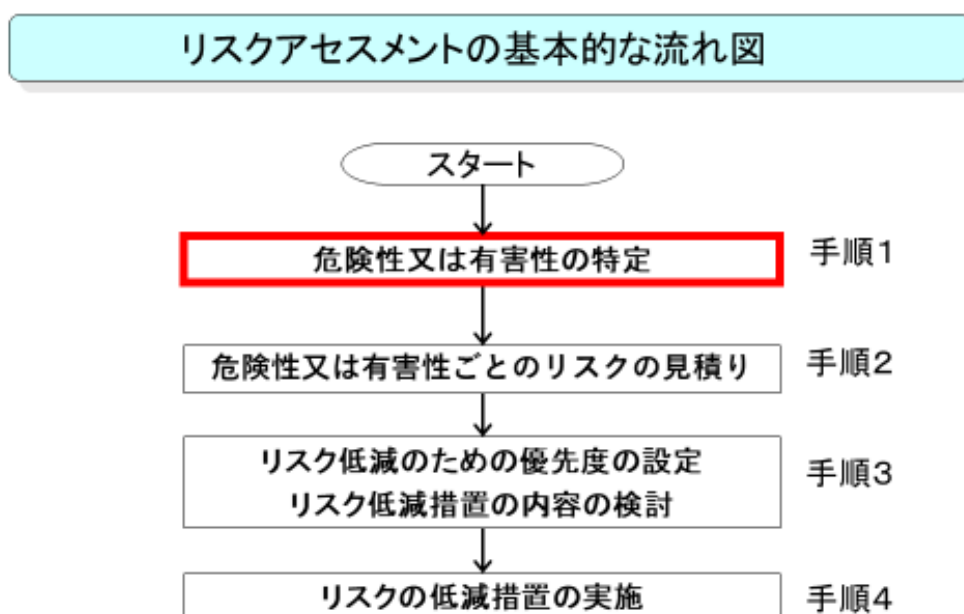 リスクアセスメントの基本的な流れ図
スタート
危険性又は有害性の特定
手順1
危険性又は有害性ごとのリスクの見積り
手順2
リスク低減のための優先度の設定
リスク低減措置の内容の検討
手順3
リスクの低減措置の実施
手順4